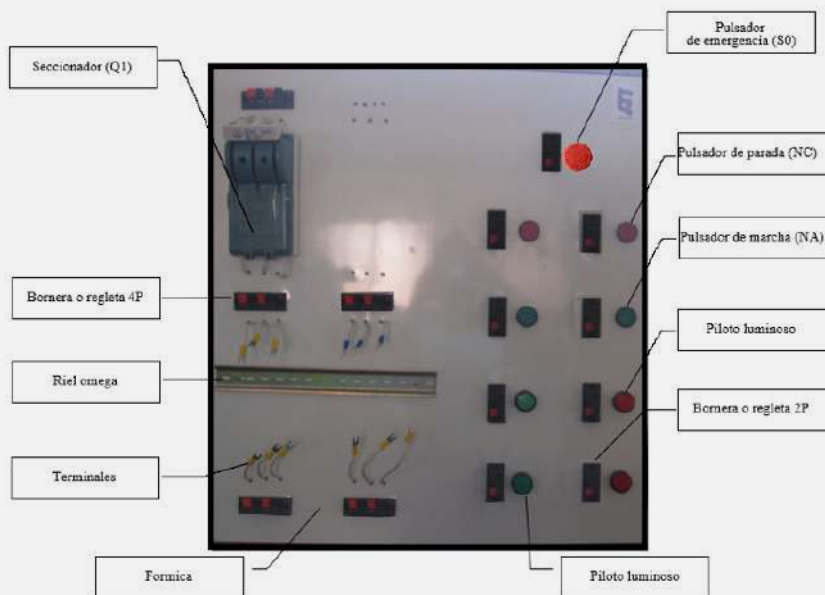 Pulsador
de emergencia (S0)
Seccionador (Q1)
Pulsador de parada (NC)
Pulsador de marcha (NA)
Bornera o regleta 4P
Piloto luminoso
Riel omega
Bornera o regleta 2P
Terminales
Formica
Piloto luminoso